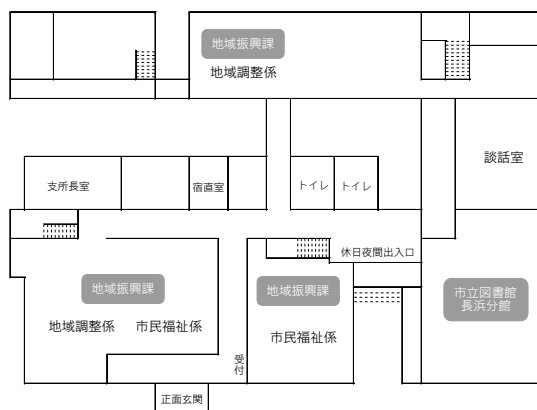 地域振興課
地域調整係
談話室
支所長室
宿直室
トイレ
トイレ
休日夜間出入口
地域振興課
地域調整係 市民福祉係
地域振興課
市民福祉係
市立図書館
長浜分館
受付
正面玄関